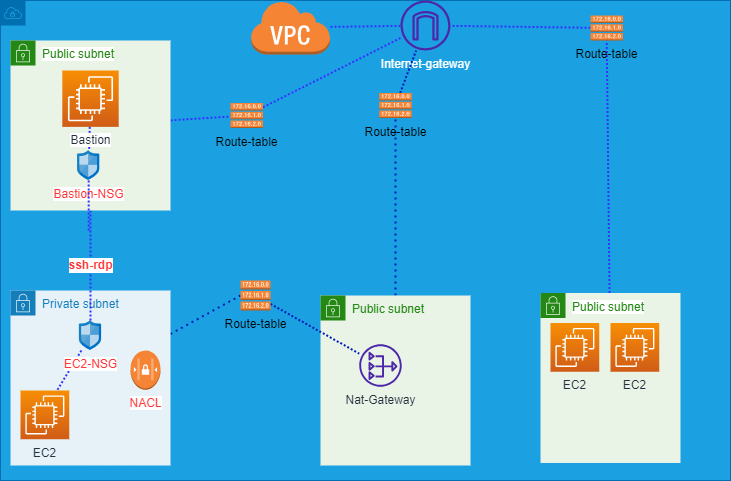 VPC
Internet-gateway
172.16.0.0
172.16.1.0
172.16.2.0
Route-table
Public subnet
Bastion
Bastion-NSG
172.16.0.0
172.16.1.0
172.16.2.0
Route-table
172.16.0.0
172.16.1.0
172.16.2.0
Route-table
ssh-rdp
Private subnet
EC2-NSG
NACL
EC2
172.16.0.0
172.16.1.0
172.16.2.0
Route-table
Public subnet
Nat-Gateway
Public subnet
EC2
EC2